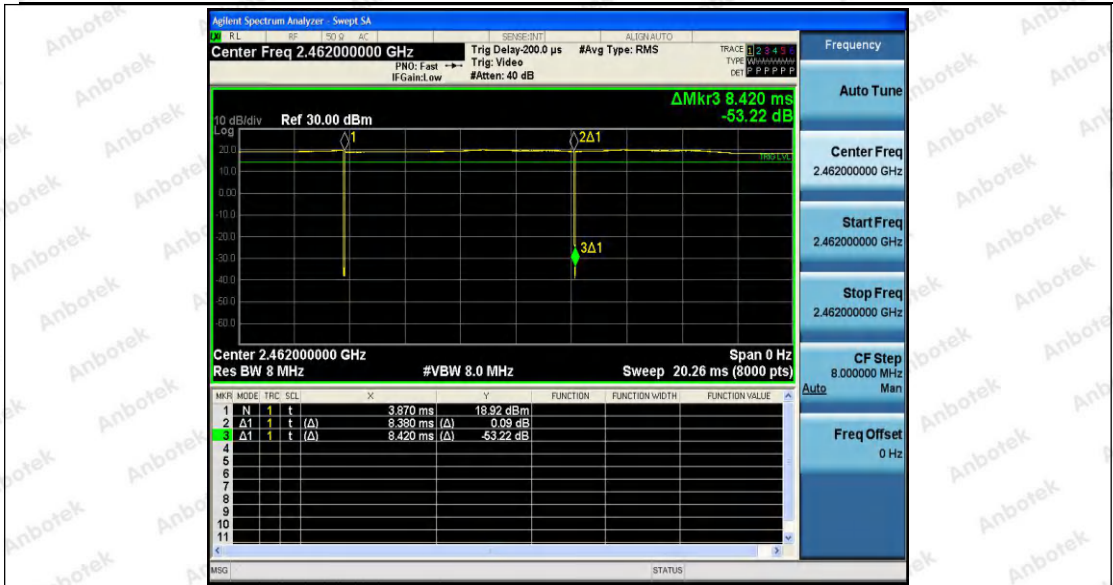 Agilent Spectrum Analyzer - Swept SA
RL RF 50 Ω AC SENSE:INT ALIGN AUTO
Center Freq 2.462000000 GHz
Trig Delay-200.0 µs #Avg Type: RMS
PNO: Fast Trig: Video
IFGain:Low #Atten: 40 dB
TRACE 1 2 3 4 5 6
TYPE W
DET P P P P P P
Frequency
ΔMkr3 8.420 ms
-53.22 dB
10 dB/div Ref 30.00 dBm
Log
20.0
10.0
0.00
-10.0
-20.0
-30.0
-40.0
-50.0
-60.0
1
2Δ1
TRIG LVL
3Δ1
Center 2.462000000 GHz Span 0 Hz
Res BW 8 MHz #VBW 8.0 MHz Sweep 20.26 ms (8000 pts)
MKR MODE TRC SCL X Y FUNCTION FUNCTION WIDTH FUNCTION VALUE
1 N 1 t 3.870 ms 18.92 dBm
2 Δ1 1 t (Δ) 8.380 ms (Δ) 0.09 dB
3 Δ1 1 t (Δ) 8.420 ms (Δ) -53.22 dB
4
5
6
7
8
9
10
11
MSG STATUS
Auto Tune
Center Freq
2.462000000 GHz
Start Freq
2.462000000 GHz
Stop Freq
2.462000000 GHz
CF Step
8.000000 MHz
Auto Man
Freq Offset
0 Hz
Anbotek